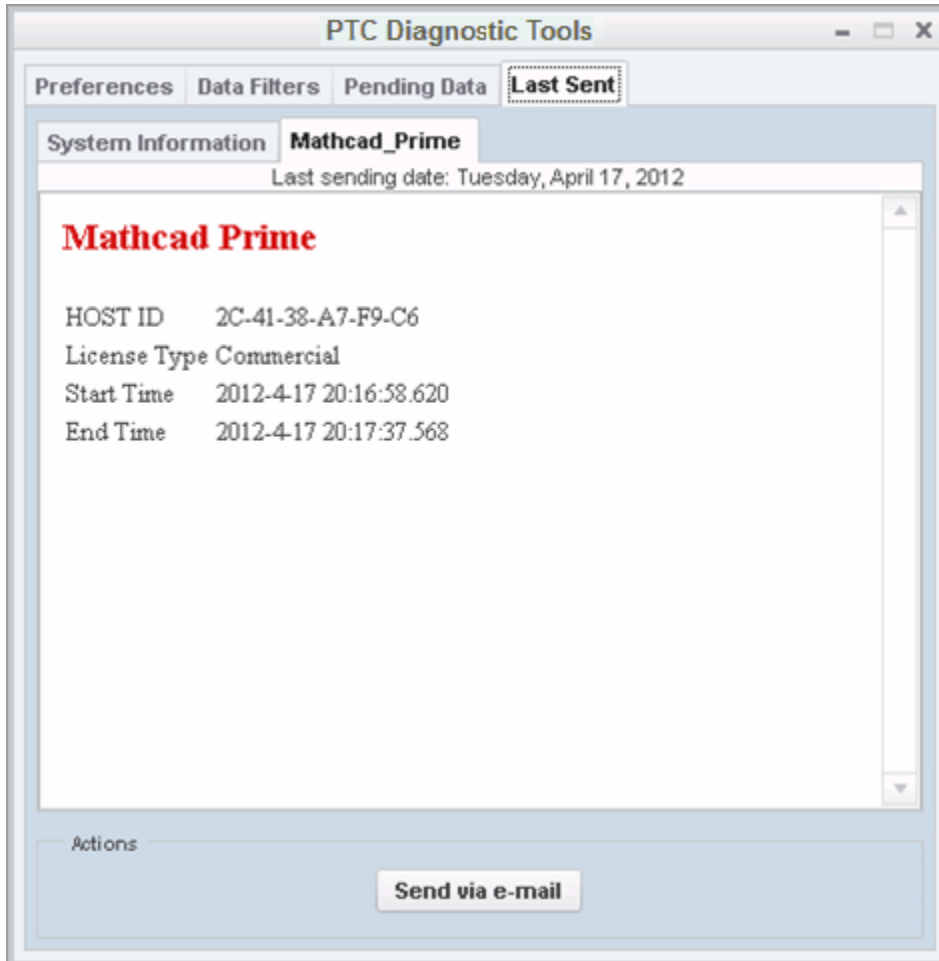 PTC Diagnostic Tools
Preferences Data Filters Pending Data Last Sent
System Information Mathcad_Prime
Last sending date: Tuesday, April 17, 2012
Mathcad Prime
HOST ID 2C-41-38-A7-F9-C6
License Type Commercial
Start Time 2012-4-17 20:16:58.620
End Time 2012-4-17 20:17:37.568
Actions
Send via e-mail